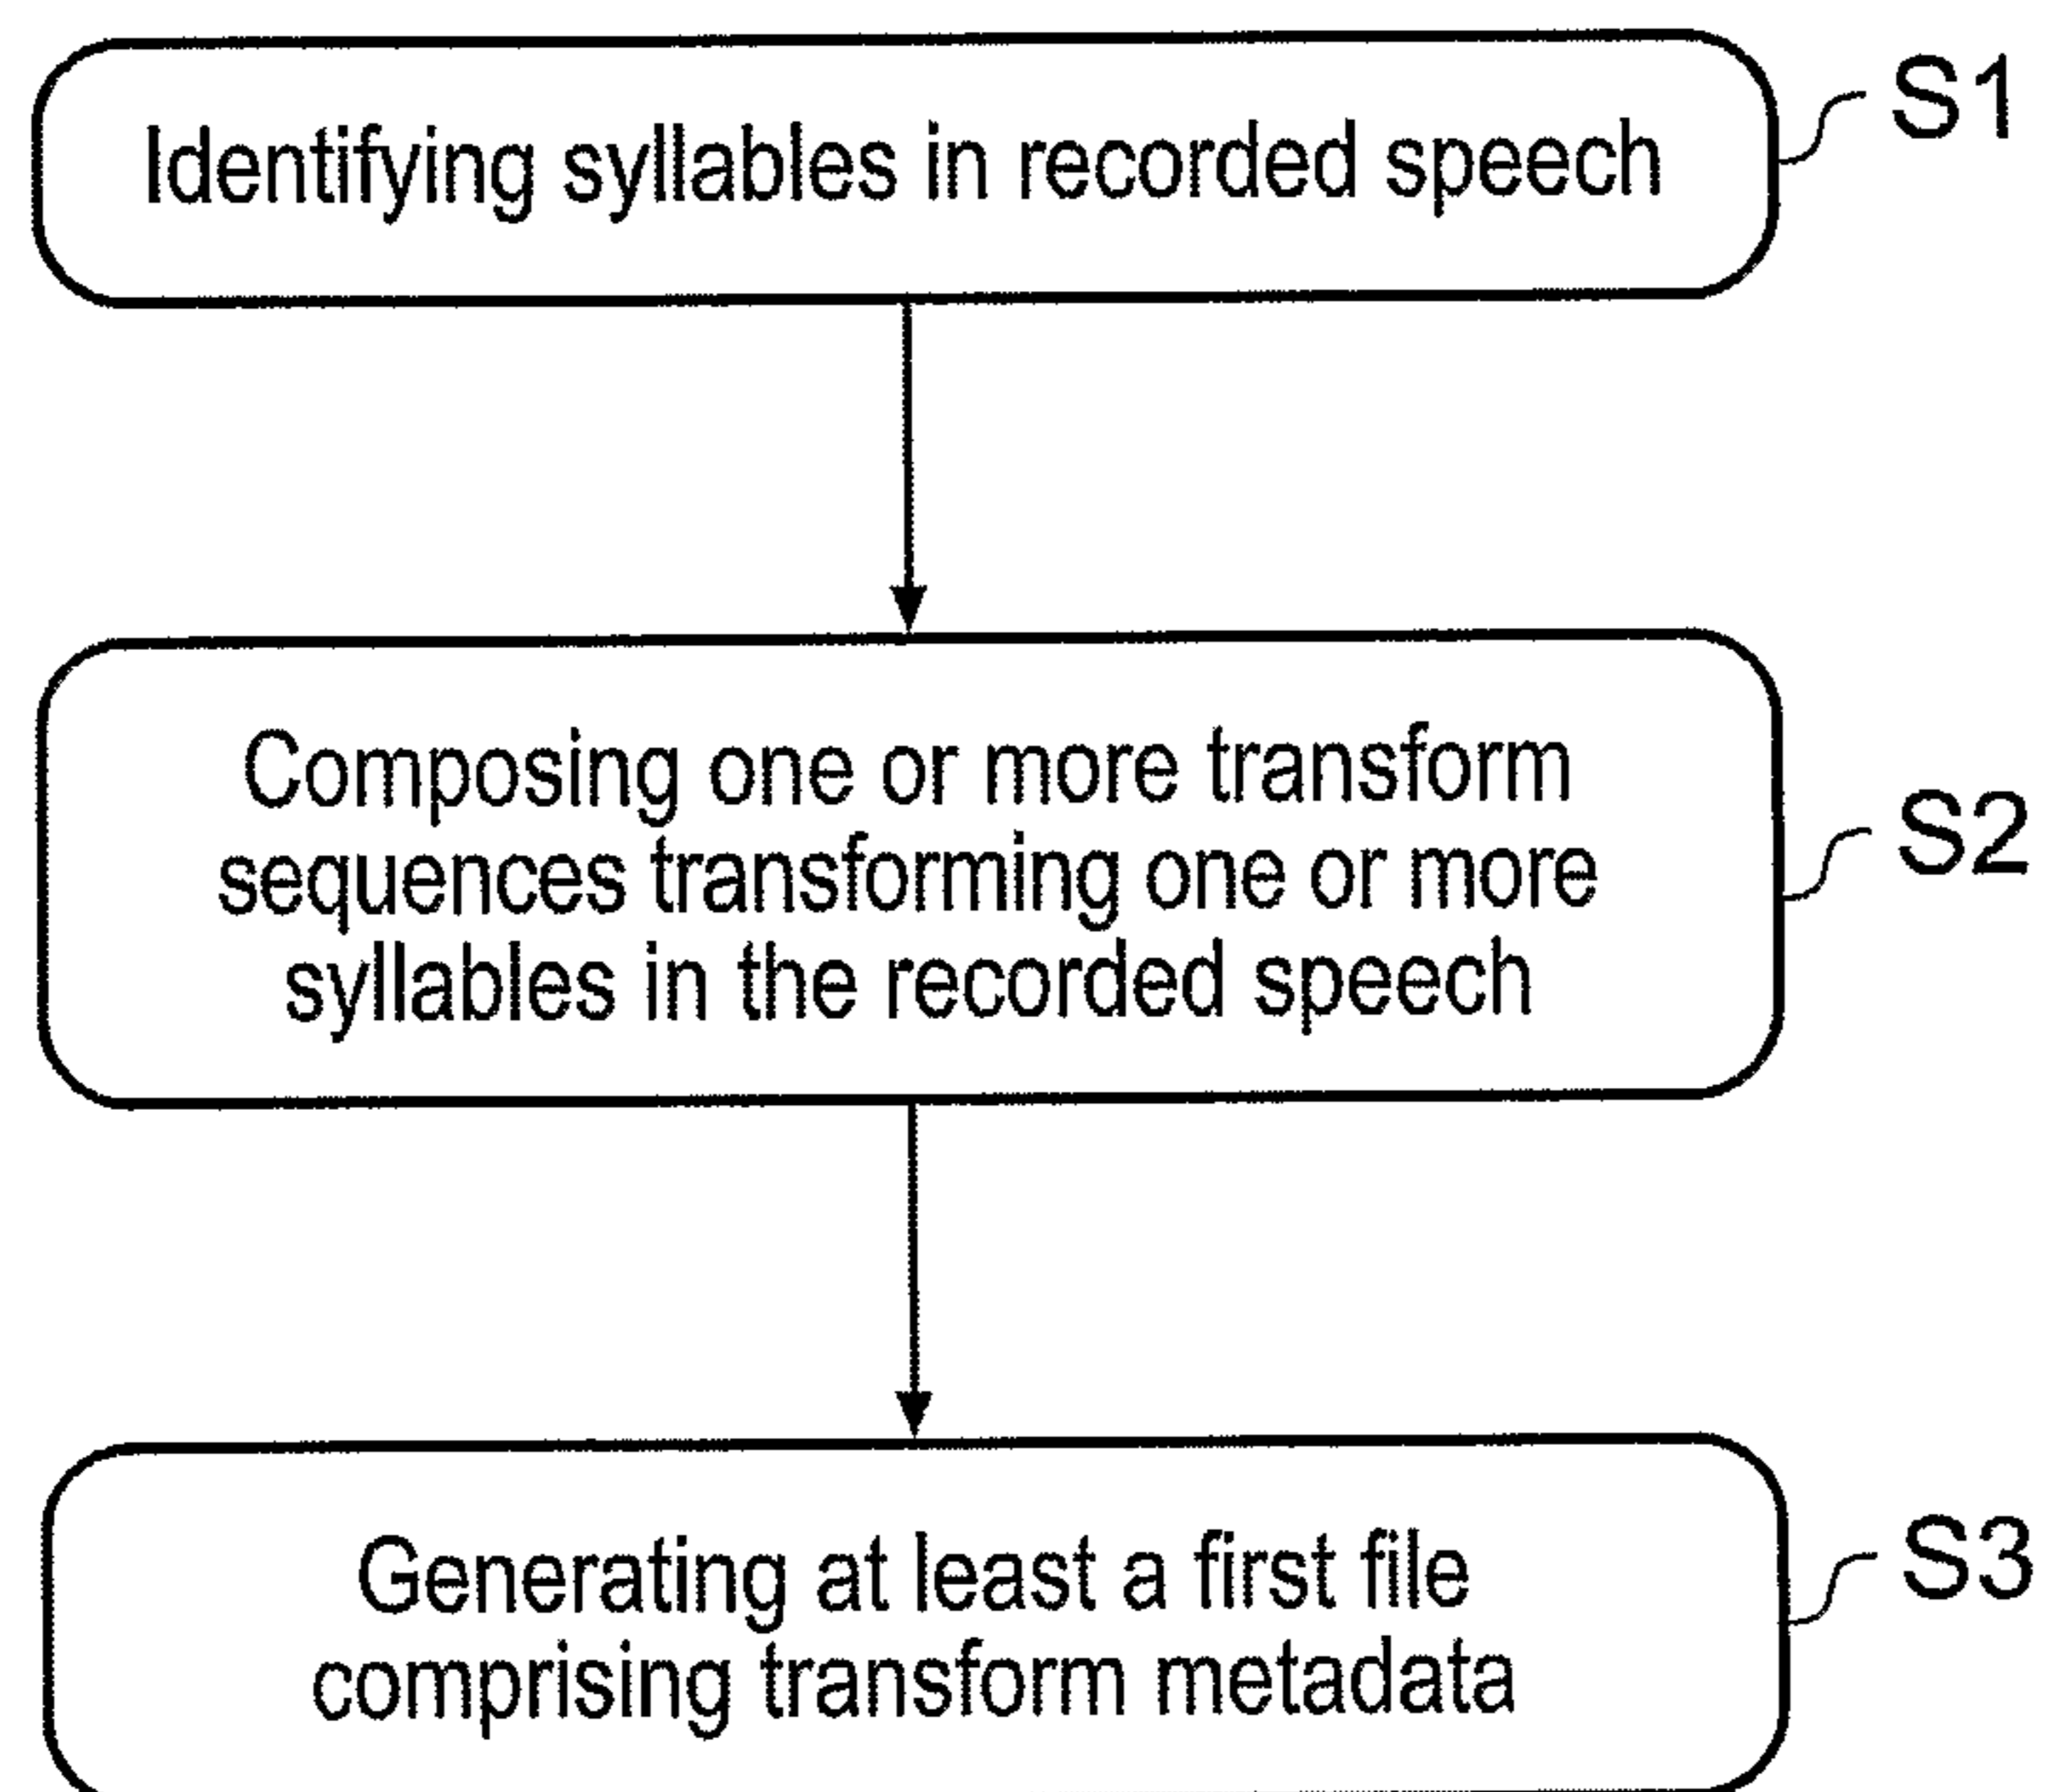 Identifying syllables in recorded speech
S1
Composing one or more transform
sequences transforming one or more
syllables in the recorded speech
S2
Generating at least a first file
comprising transform metadata
S3